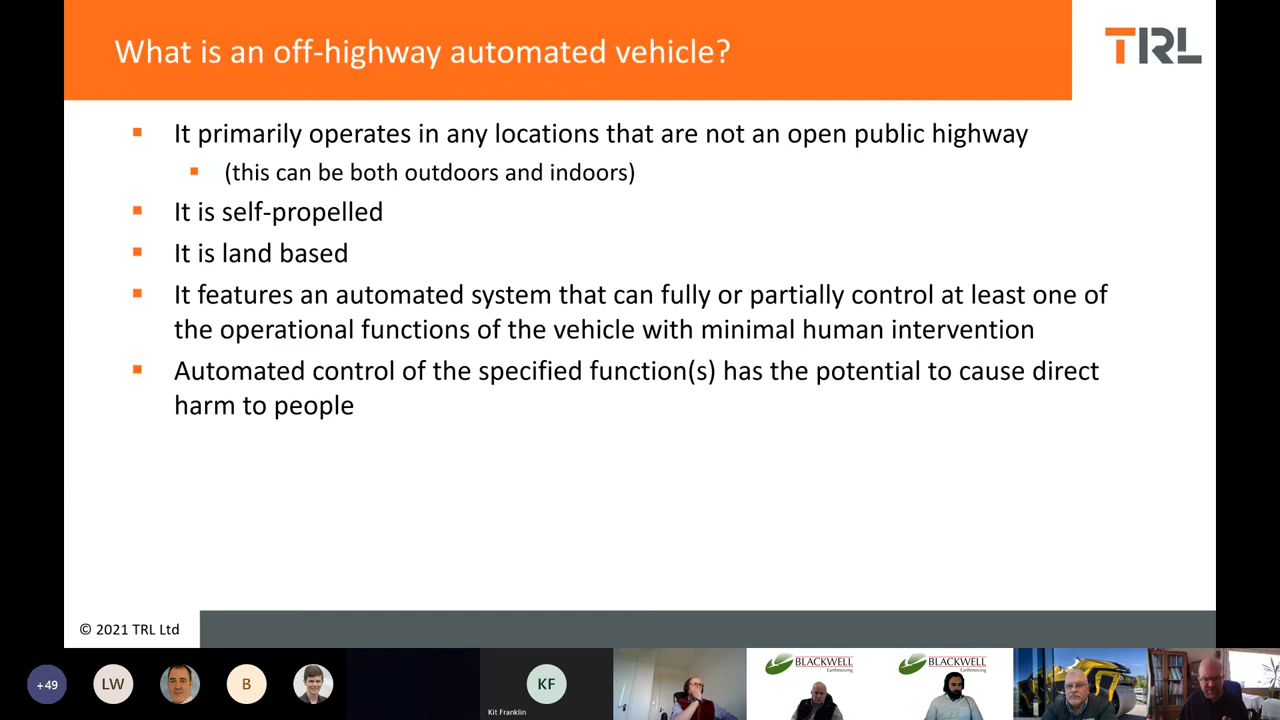 What is an off-highway automated vehicle?
TRL
It primarily operates in any locations that are not an open public highway
(this can be both outdoors and indoors)
It is self-propelled
It is land based
It features an automated system that can fully or partially control at least one of
the operational functions of the vehicle with minimal human intervention
Automated control of the specified function(s) has the potential to cause direct
harm to people
© 2021 TRL Ltd
+49
LW
B
KF
Kit Franklin
BLACKWELL
Earthmoving
BLACKWELL
Earthmoving